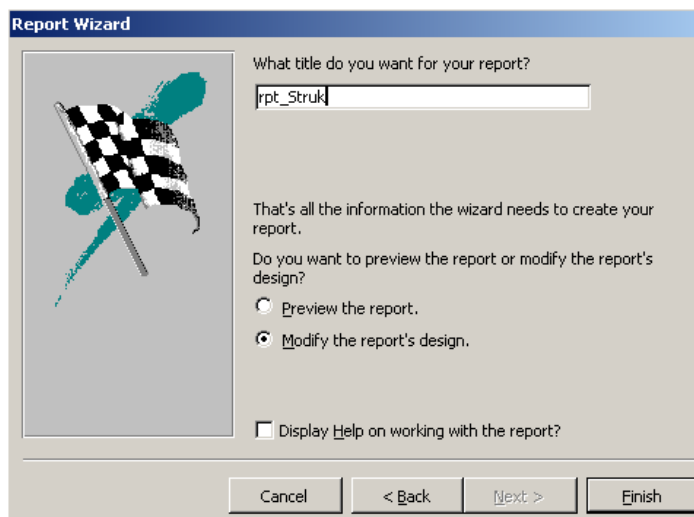 Report Wizard
What title do you want for your report?
rpt_Struk
That's all the information the wizard needs to create your
report.
Do you want to preview the report or modify the report's
design?
Preview the report.
Modify the report's design.
Display Help on working with the report?
Cancel
< Back
Next >
Finish